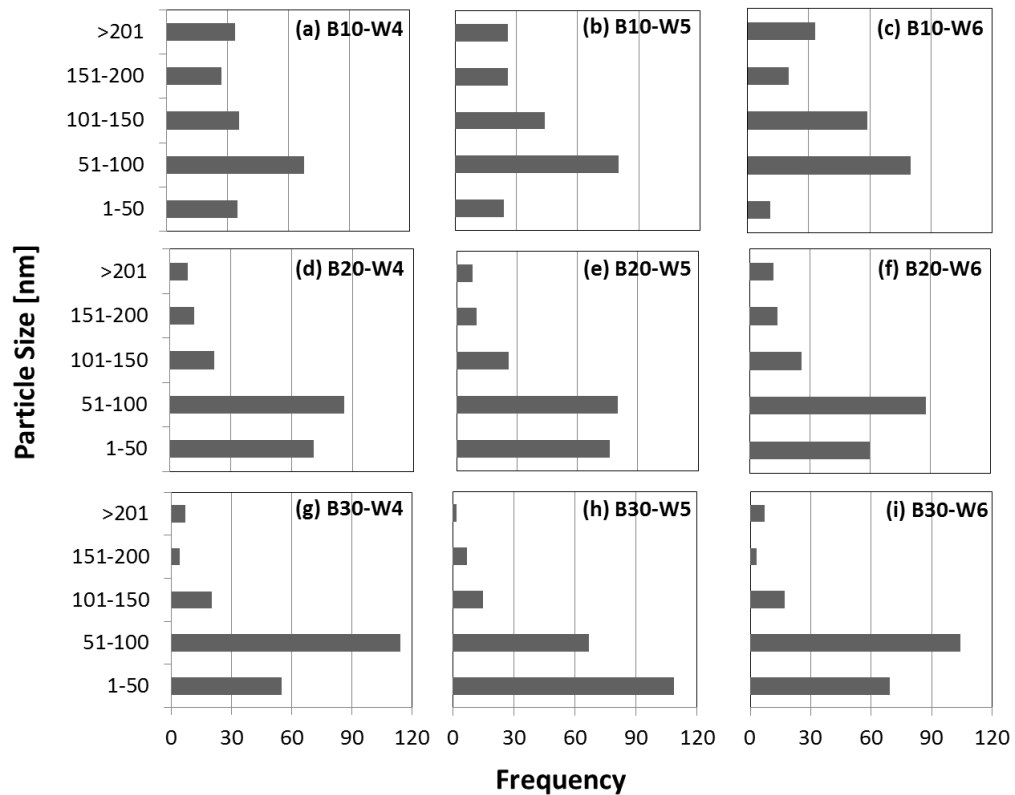 Particle Size [nm]
(a) B10-W4
(b) B10-W5
(c) B10-W6
>201
151-200
101-150
51-100
1-50
(d) B20-W4
(e) B20-W5
(f) B20-W6
>201
151-200
101-150
51-100
1-50
(g) B30-W4
(h) B30-W5
(i) B30-W6
>201
151-200
101-150
51-100
1-50
0 30 60 90 120
0 30 60 90 120
0 30 60 90 120
Frequency